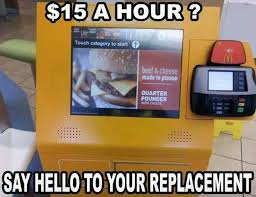 $15 A HOUR ?
Touch category to start
beef & cheese
made to please
QUARTER
POUNDER
SAY HELLO TO YOUR REPLACEMENT